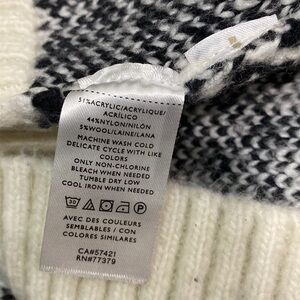 51%ACRYLIC/ACRYLIQUE/
ACRÍLICO
44%NYLON/NILÓN
5%WOOL/LAINE/LANA
MACHINE WASH COLD
DELICATE CYCLE WITH LIKE
COLORS
ONLY NON-CHLORINE
BLEACH WHEN NEEDED
TUMBLE DRY LOW
COOL IRON WHEN NEEDED
30
P
AVEC DES COULEURS
SEMBLABLES / CON
COLORES SIMILARES
CA#57421
RN#77379